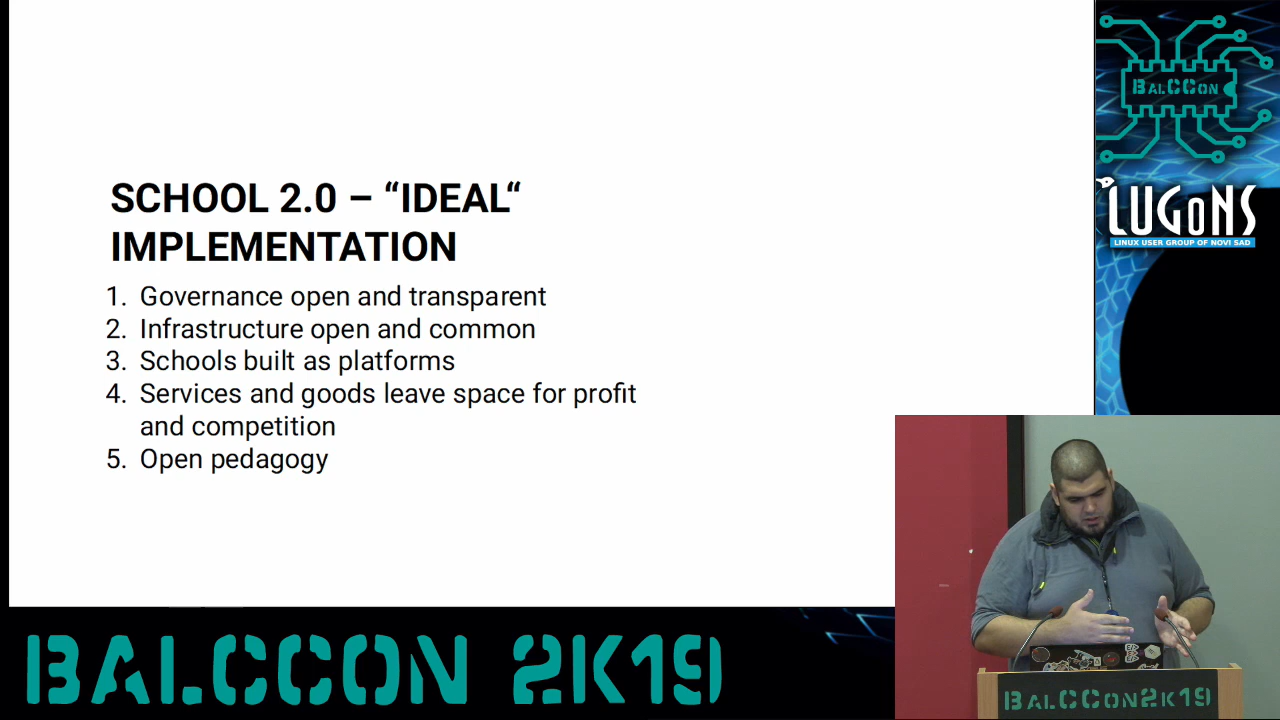 SCHOOL 2.0 – “IDEAL“
IMPLEMENTATION
1. Governance open and transparent
2. Infrastructure open and common
3. Schools built as platforms
4. Services and goods leave space for profit
and competition
5. Open pedagogy
BALCCON
LUGONS
LINUX USER GROUP OF NOVI SAD
BALCCON 2K19
BALCCON2K19